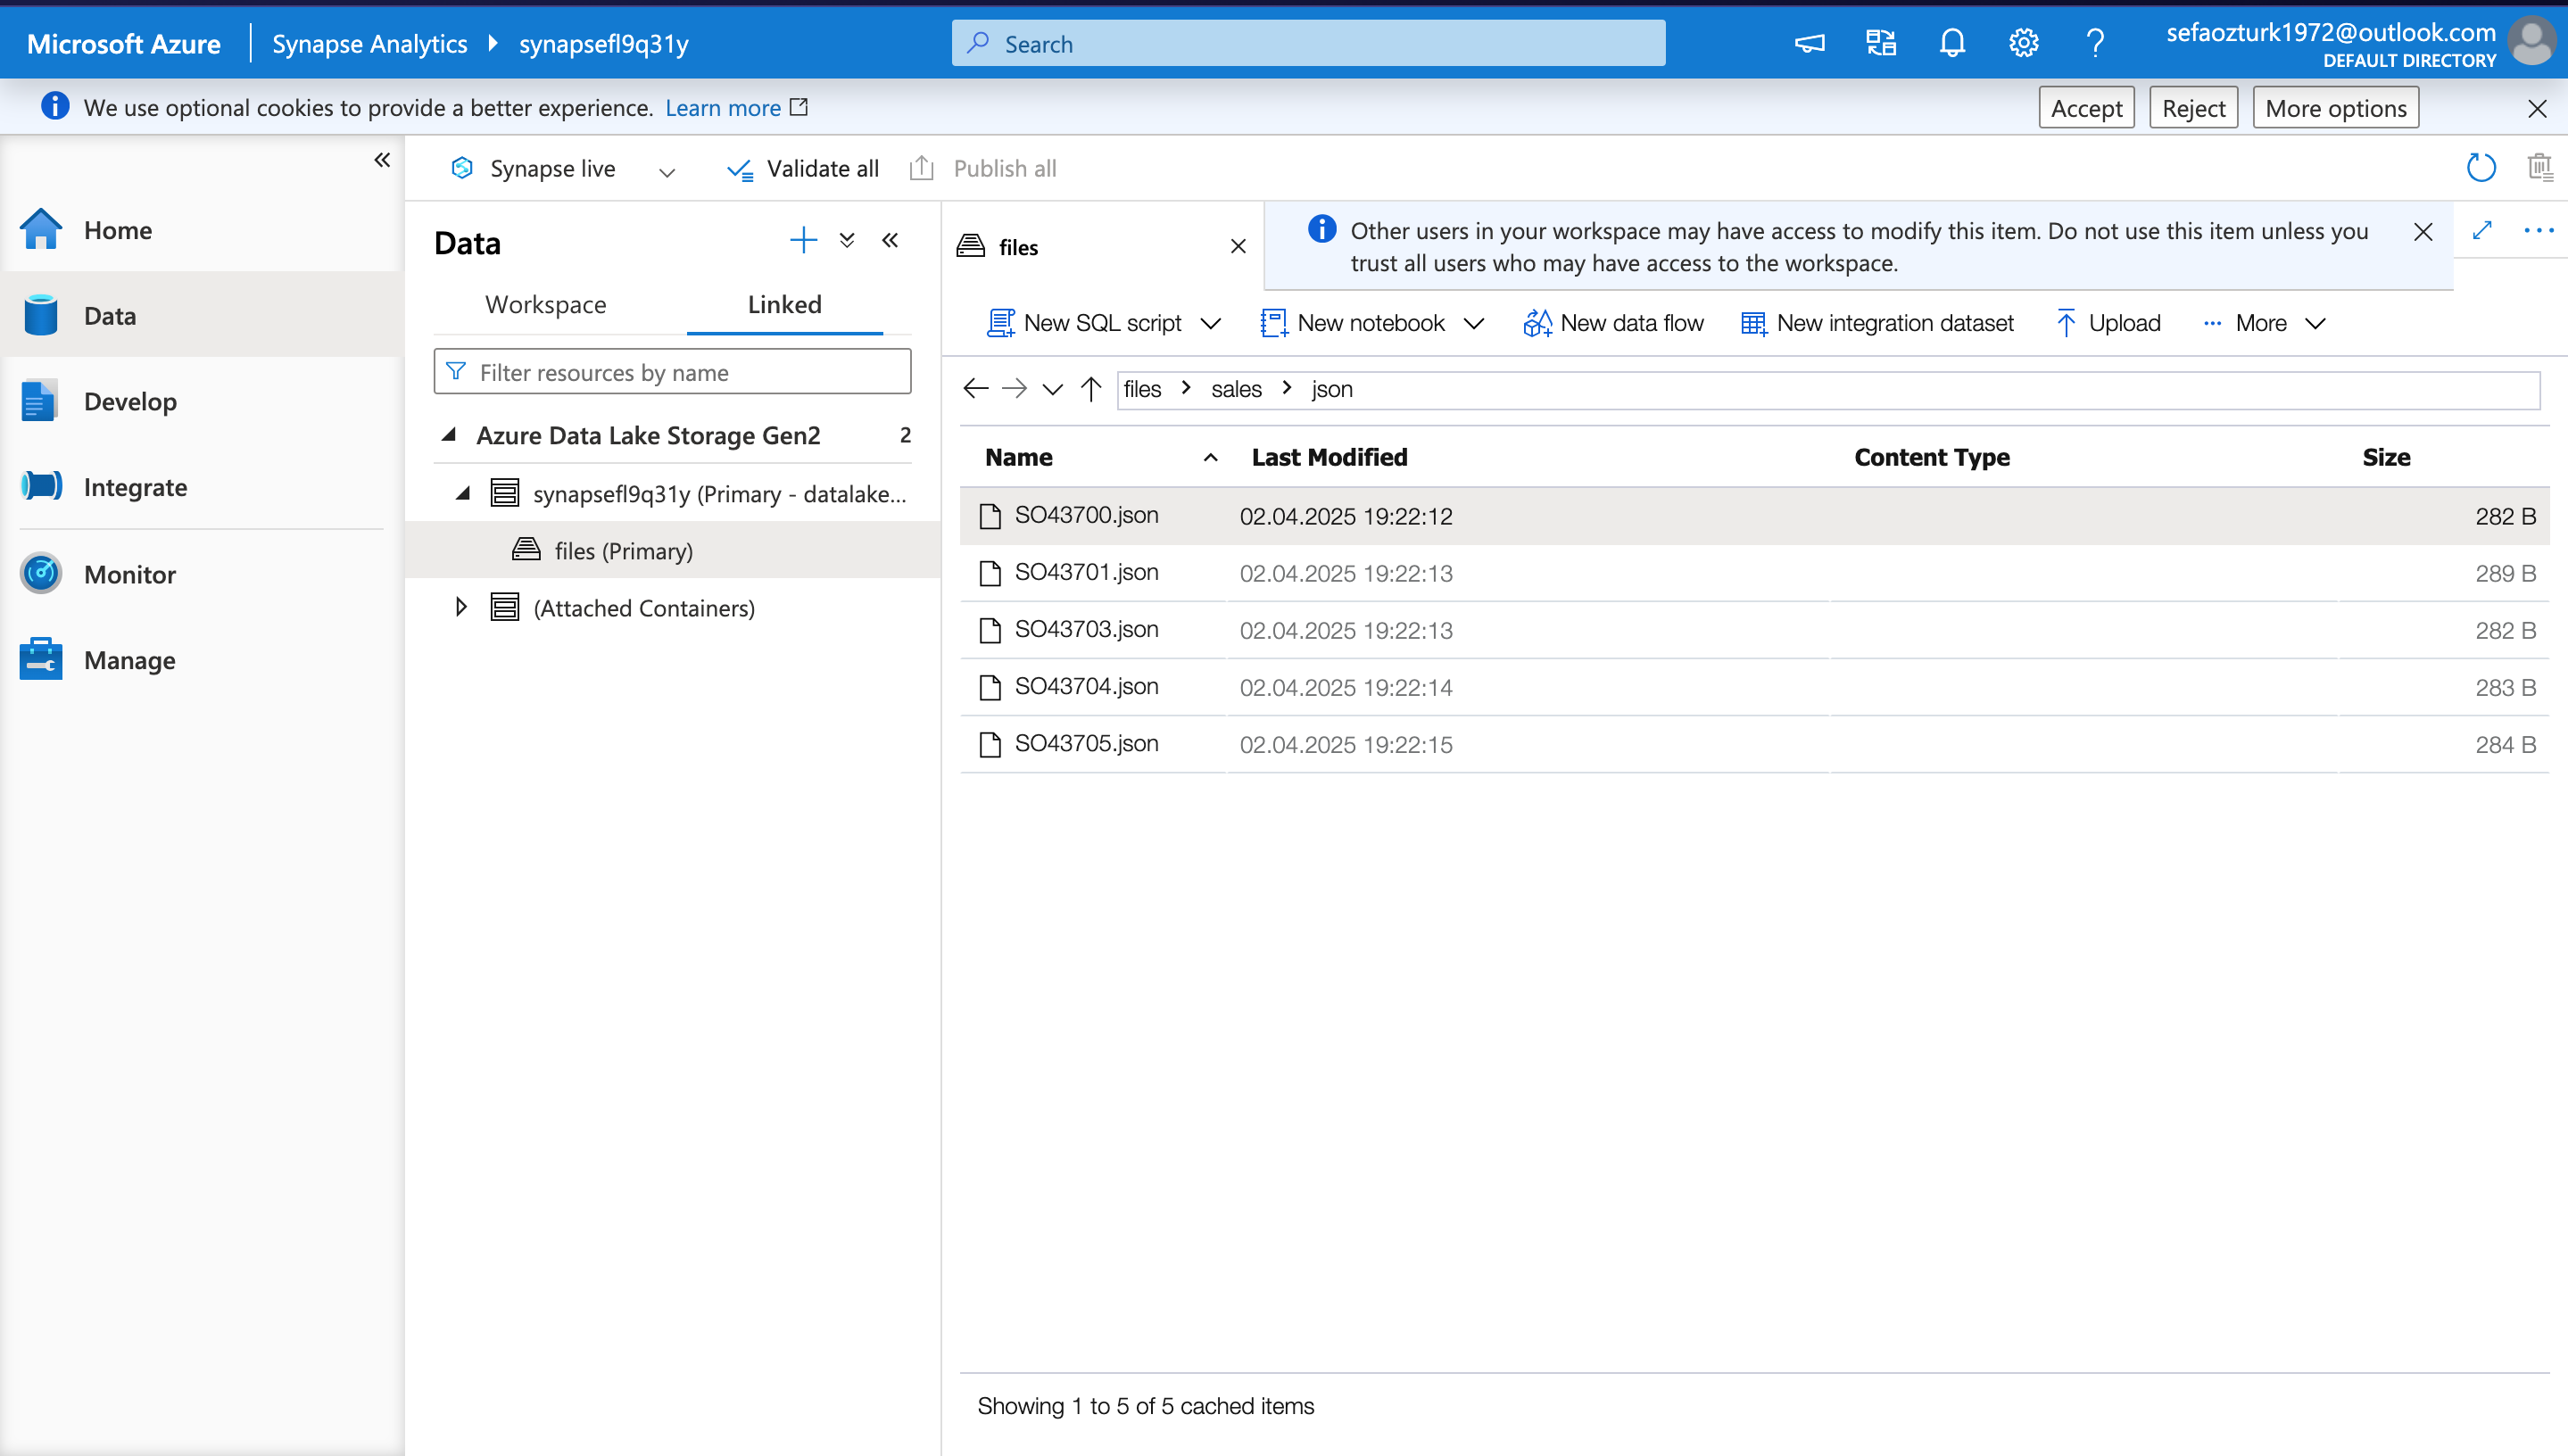 Microsoft Azure
Synapse Analytics
synapsefl9q31y
Search
sefaozturk1972@outlook.com
DEFAULT DIRECTORY
We use optional cookies to provide a better experience. Learn more
Accept
Reject
More options
Synapse live
Validate all
Publish all
Home
Data
Develop
Integrate
Monitor
Manage
Data
Workspace
Linked
Filter resources by name
Azure Data Lake Storage Gen2 2
synapsefl9q31y (Primary - datalake...
files (Primary)
(Attached Containers)
files
Other users in your workspace may have access to modify this item. Do not use this item unless you
trust all users who may have access to the workspace.
New SQL script
New notebook
New data flow
New integration dataset
Upload
More
files
sales
json
Name Last Modified Content Type Size
SO43700.json 02.04.2025 19:22:12 282 B
SO43701.json 02.04.2025 19:22:13 289 B
SO43703.json 02.04.2025 19:22:13 282 B
SO43704.json 02.04.2025 19:22:14 283 B
SO43705.json 02.04.2025 19:22:15 284 B
Showing 1 to 5 of 5 cached items